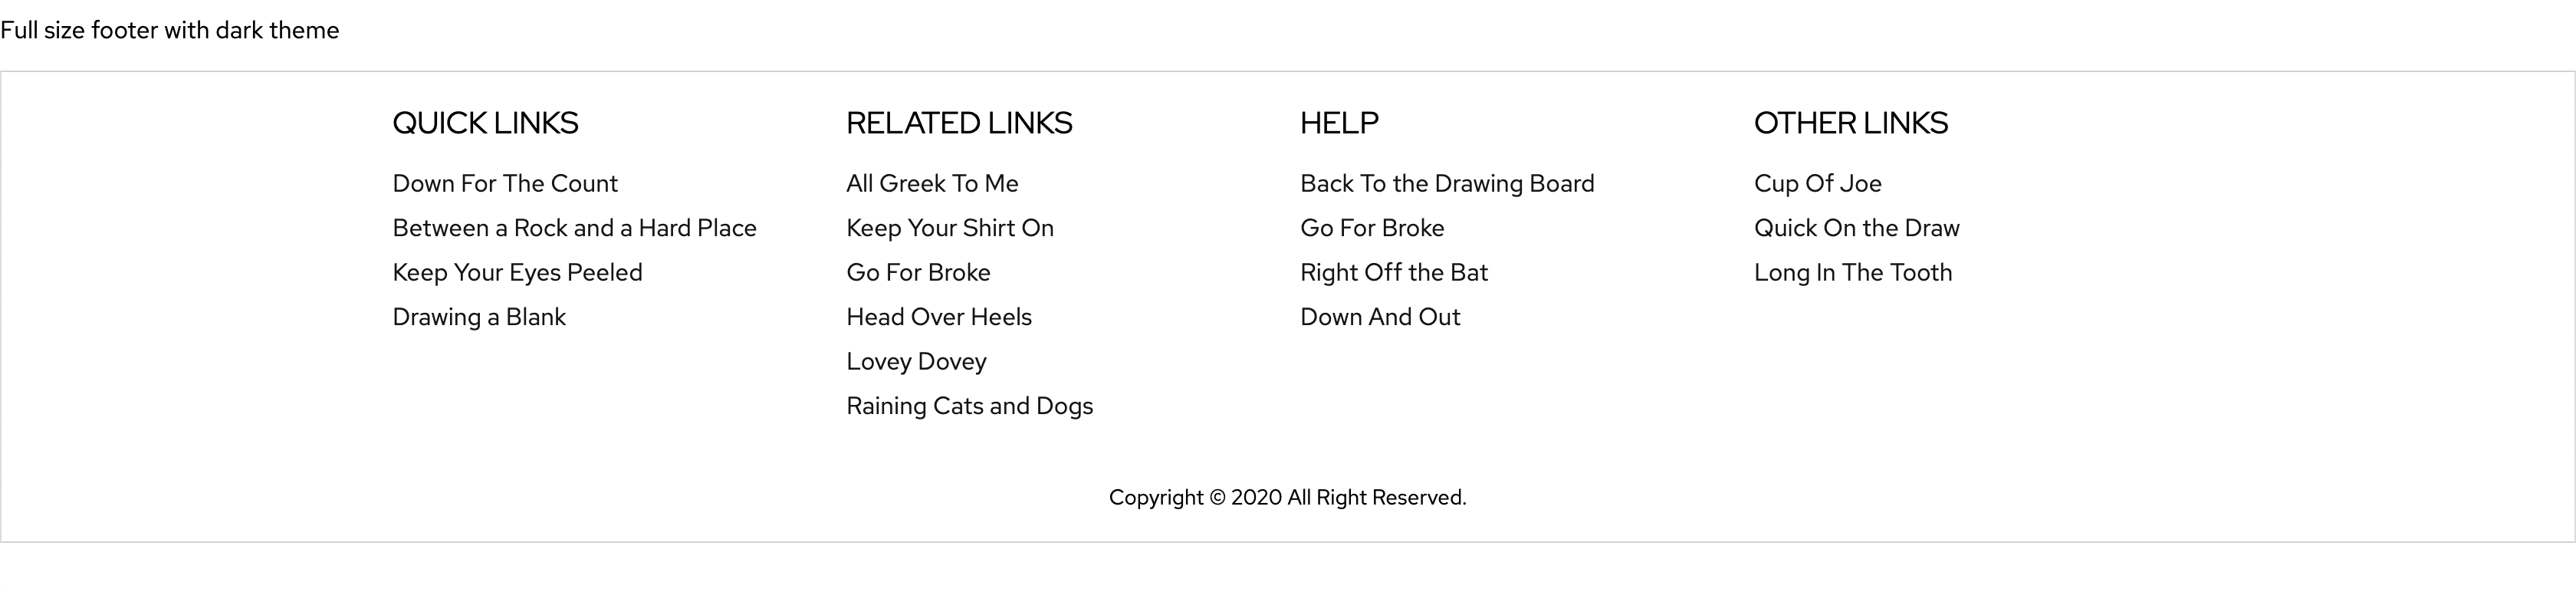 Full size footer with dark theme
QUICK LINKS
Down For The Count
Between a Rock and a Hard Place
Keep Your Eyes Peeled
Drawing a Blank
RELATED LINKS
All Greek To Me
Keep Your Shirt On
Go For Broke
Head Over Heels
Lovey Dovey
Raining Cats and Dogs
HELP
Back To the Drawing Board
Go For Broke
Right Off the Bat
Down And Out
OTHER LINKS
Cup Of Joe
Quick On the Draw
Long In The Tooth
Copyright © 2020 All Right Reserved.